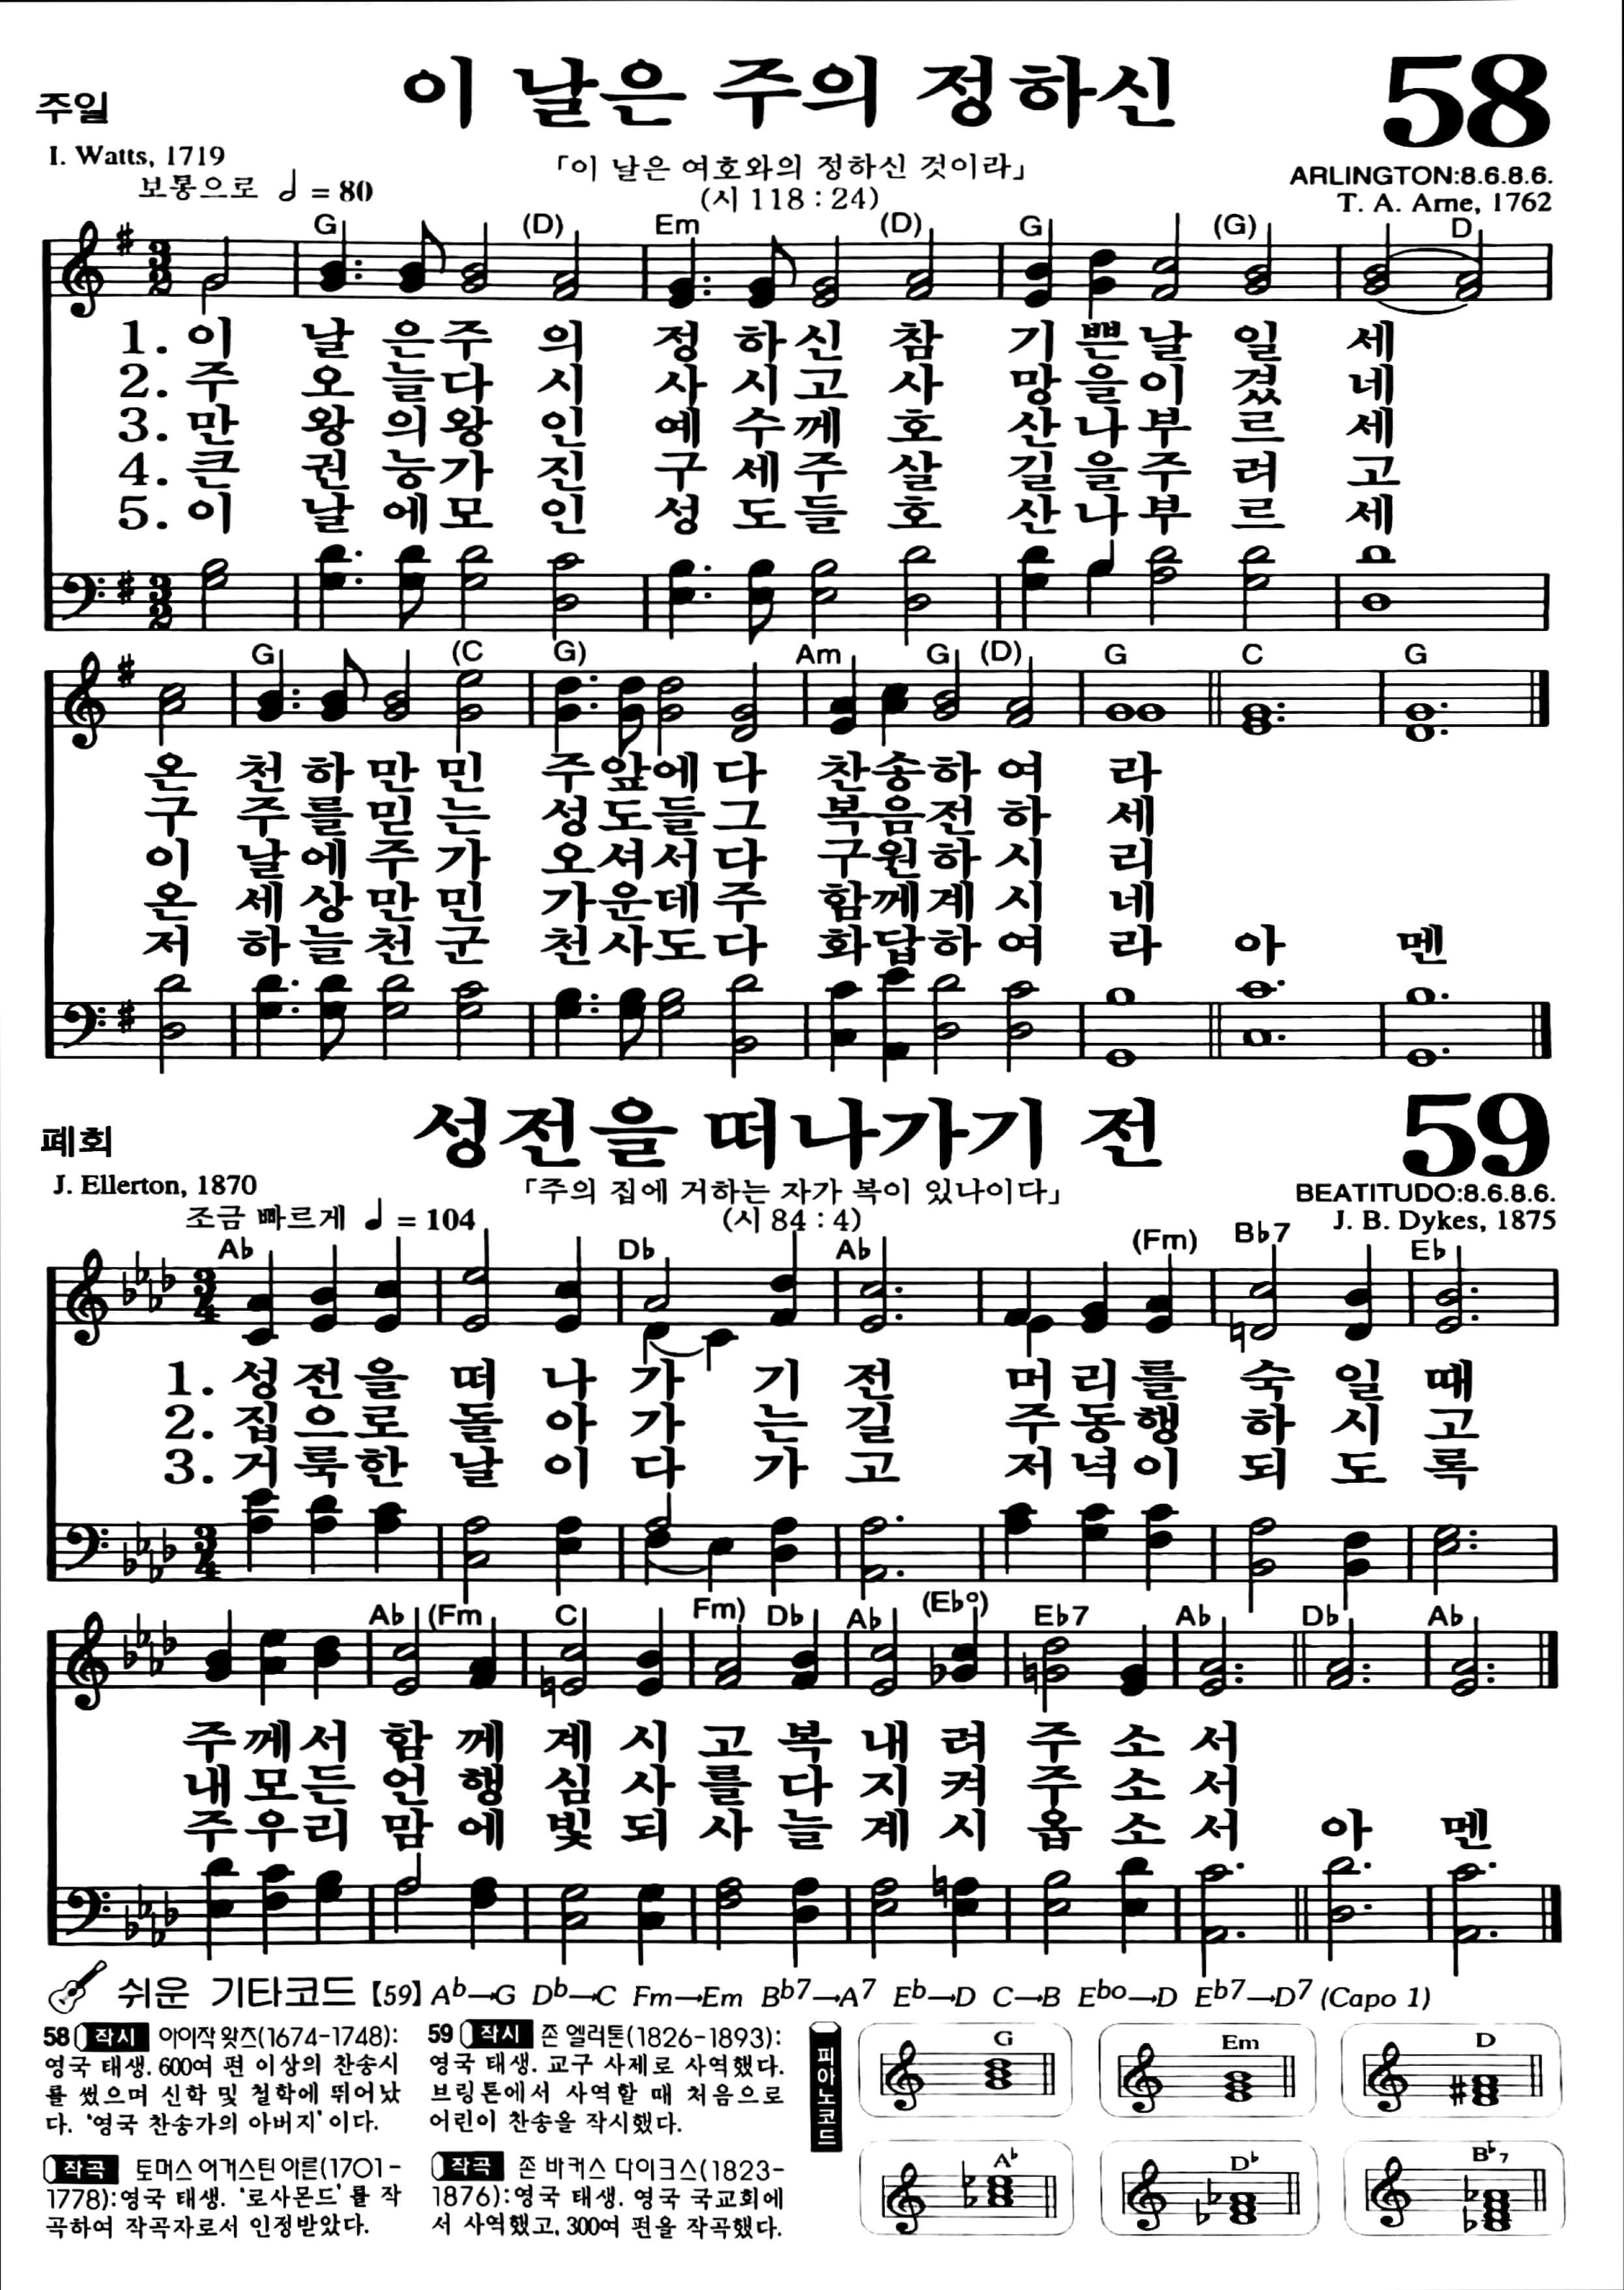 주일
이 날은 주의 정하신
58
I. Watts, 1719
「이 날은 여호와의 정하신 것이라」
ARLINGTON:8.6.8.6.
보통으로 = 80
(시 118 : 24)
T. A. Arne, 1762
G (D) Em (D) G (G) D
1. 이 날 은주 의 정 하신 참 기 쁜날 일 세
2. 주 오 늘다 시 사 시고 사 망 을이 겼 네
3. 만 왕 의왕 인 예 수께 호 산 나부 르 세
4. 큰 권 능가 진 구 세주 살 길 을주 려 고
5. 이 날 에모 인 성 도들 호 산 나부 르 세
G (C G) Am G (D) G C G
온 천 하 만 민 주앞에 다 찬송하 여 라
구 주 를 믿 는 성도들 그 복음전 하 세
이 날 에 주 가 오셔서 다 구원하 시 리
온 세 상 만 민 가운데 주 함께계 시 네
저 하 늘 천 군 천사도 다 화답하 여 라 아 멘
폐회
성전을 떠나가기 전
59
J. Ellerton, 1870
「주의 집에 거하는 자가 복이 있나이다」
BEATITUDO:8.6.8.6.
조금 빠르게 ♩ = 104
(시 84 : 4)
J. B. Dykes, 1875
A♭ D♭ A♭ (Fm) B♭7 E♭
3 4
1. 성 전 을 떠 나 가 기 전 머 리 를 숙 일 때
2. 집 으 로 돌 아 가 는 길 주 동 행 하 시 고
3. 거 룩 한 날 이 다 가 고 저 녁 이 되 도 록
A♭ (Fm C Fm) D♭ A♭ (E♭o) E♭7 A♭ D♭ A♭
주 께 서 함 께 계 시 고 복 내 려 주 소 서
내 모 든 언 행 심 사 를 다 지 켜 주 소 서
주 우 리 맘 에 빛 되 사 늘 계 시 옵 소 서 아 멘
쉬운 기타코드【59】A♭→G D♭→C Fm→Em B♭7→A7 E♭→D C→B E♭o→D E♭7→D7 (Capo 1)
58 작시 아이작 왓츠(1674-1748):
영국 태생. 600여 편 이상의 찬송시
를 썼으며 신학 및 철학에 뛰어났
다. '영국 찬송가의 아버지'이다.
작곡 토머스 어거스틴 아른(1701-
1778):영국 태생. '로사몬드'를 작
곡하여 작곡자로서 인정받았다.
59 작시 존 엘러톤(1826-1893):
영국 태생. 교구 사제로 사역했다.
브링톤에서 사역할 때 처음으로
어린이 찬송을 작시했다.
작곡 존 바커스 다이크스(1823-
1876):영국 태생. 영국 국교회에
서 사역했고, 300여 편을 작곡했다.
피아노코드
G Em D
A♭ D♭ B♭7